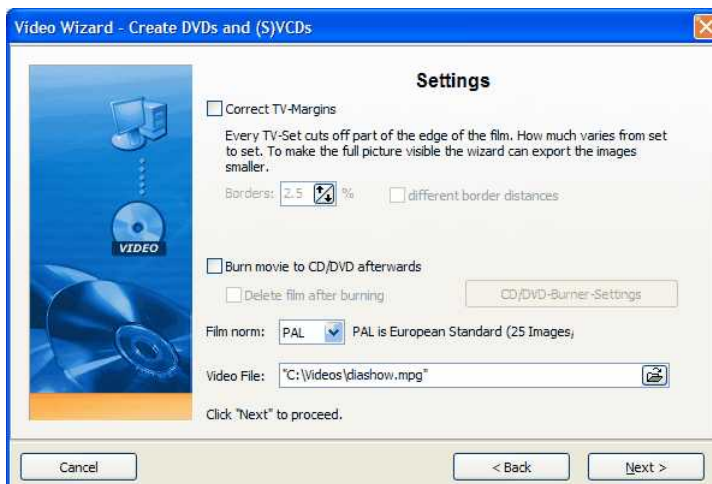 Video Wizard - Create DVDs and (S)VCDs
Settings
Correct TV-Margins
Every TV-Set cuts off part of the edge of the film. How much varies from set
to set. To make the full picture visible the wizard can export the images
smaller.
Borders: 2.5 % different border distances
VIDEO
Burn movie to CD/DVD afterwards
Delete film after burning CD/DVD-Burner-Settings
Film norm: PAL PAL is European Standard (25 Images/
Video File: "C:\Videos\diashow.mpg"
Click "Next" to proceed.
Cancel < Back Next >